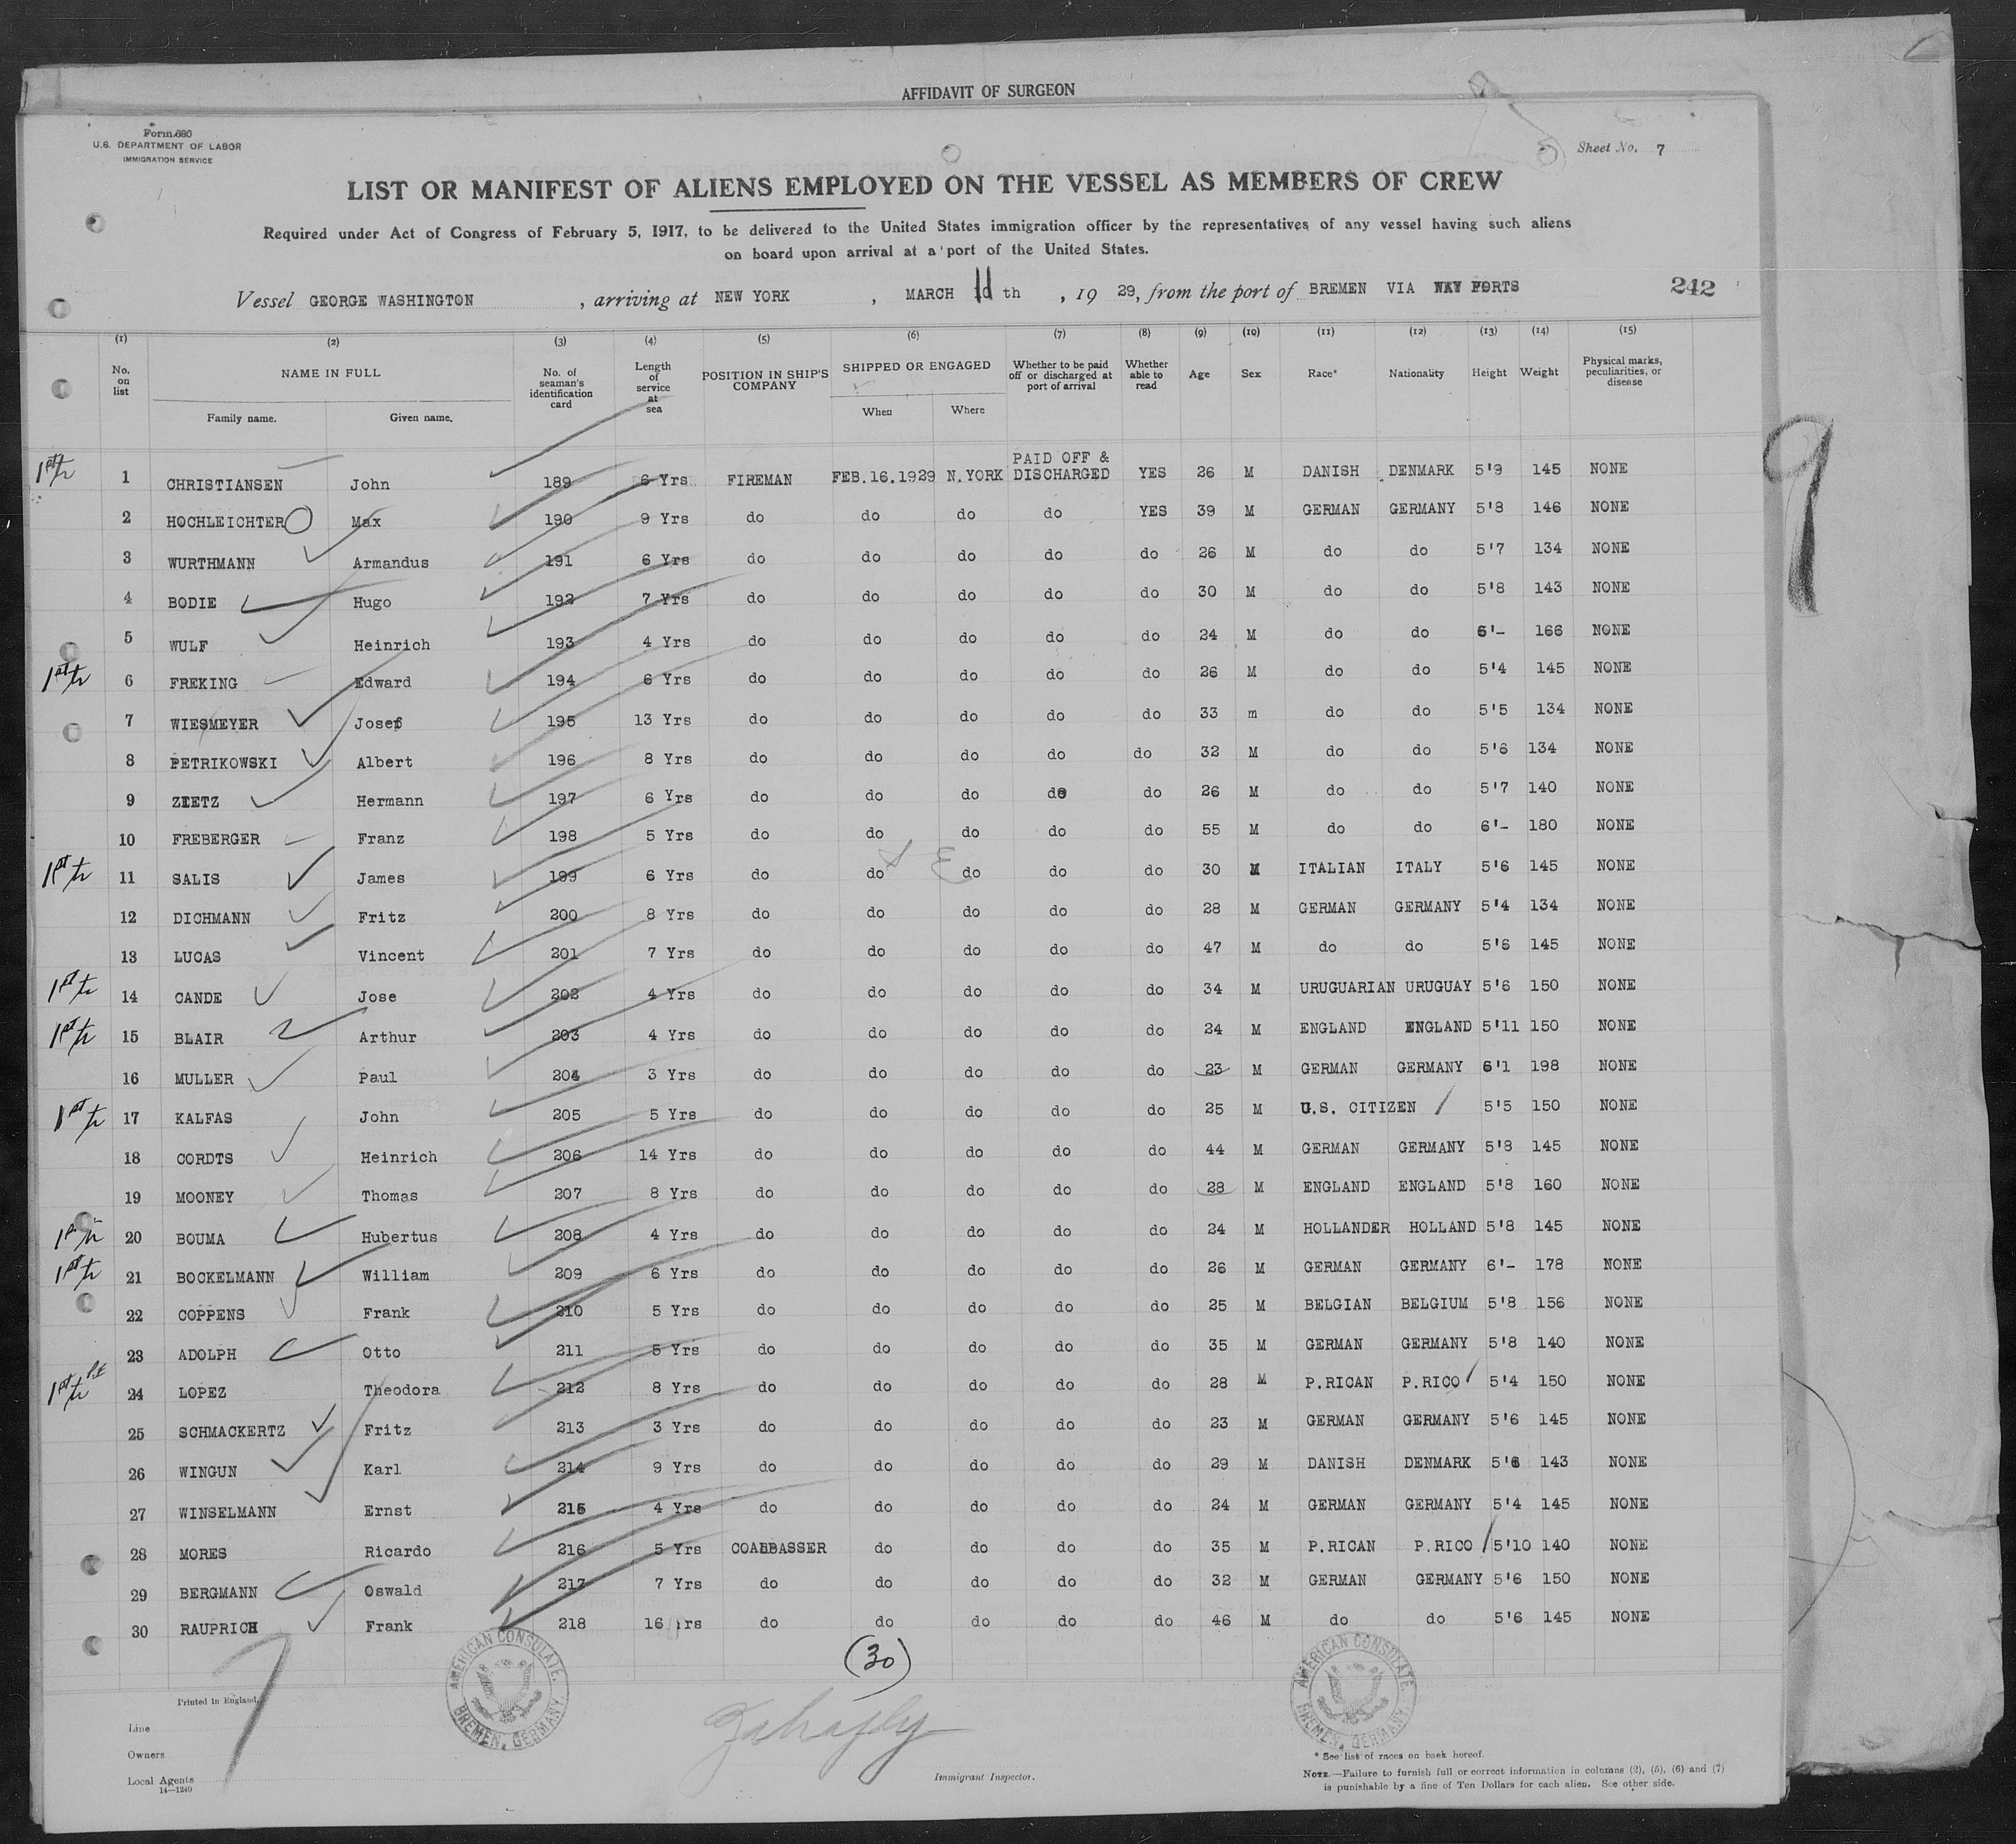 AFFIDAVIT OF SURGEON
Form 680
U.S. DEPARTMENT OF LABOR
IMMIGRATION SERVICE
Sheet No. 7
LIST OR MANIFEST OF ALIENS EMPLOYED ON THE VESSEL AS MEMBERS OF CREW
Required under Act of Congress of February 5, 1917, to be delivered to the United States immigration officer by the representatives of any vessel having such aliens
on board upon arrival at a port of the United States.
Vessel GEORGE WASHINGTON, arriving at NEW YORK, MARCH 11 th, 19 29, from the port of BREMEN VIA WAY PORTS 242
(1) (2) (3) (4) (5) (6) (7) (8) (9) (10) (11) (12) (13) (14) (15)
No. on list NAME IN FULL No. of seaman's identification card Length of service at sea POSITION IN SHIP'S COMPANY SHIPPED OR ENGAGED Whether to be paid off or discharged at port of arrival Whether able to read Age Sex Race* Nationality Height Weight Physical marks, peculiarities, or disease
Family name. Given name. When Where
1 CHRISTIANSEN John 189 6 Yrs FIREMAN FEB.16.1929 N.YORK PAID OFF & DISCHARGED YES 26 M DANISH DENMARK 5'9 145 NONE
2 HOCHLEICHTER Max 190 9 Yrs do do do do YES 39 M GERMAN GERMANY 5'8 146 NONE
3 WURTHMANN Armandus 191 6 Yrs do do do do do 26 M do do 5'7 134 NONE
4 BODIE Hugo 192 7 Yrs do do do do do 30 M do do 5'8 143 NONE
5 WULF Heinrich 193 4 Yrs do do do do do 24 M do do 6'- 166 NONE
6 FREKING Edward 194 6 Yrs do do do do do 26 M do do 5'4 145 NONE
7 WIESMEYER Josef 195 13 Yrs do do do do do 33 m do do 5'5 134 NONE
8 PETRIKOWSKI Albert 196 8 Yrs do do do do do 32 M do do 5'6 134 NONE
9 ZIETZ Hermann 197 6 Yrs do do do do do 26 M do do 5'7 140 NONE
10 FREBERGER Franz 198 5 Yrs do do do do do 55 M do do 6'- 180 NONE
11 SALIS James 199 6 Yrs do do do do do 30 M ITALIAN ITALY 5'6 145 NONE
12 DICHMANN Fritz 200 8 Yrs do do do do do 28 M GERMAN GERMANY 5'4 134 NONE
13 LUCAS Vincent 201 7 Yrs do do do do do 47 M do do 5'6 145 NONE
14 CANDE Jose 202 4 Yrs do do do do do 34 M URUGUARIAN URUGUAY 5'6 150 NONE
15 BLAIR Arthur 203 4 Yrs do do do do do 24 M ENGLAND ENGLAND 5'11 150 NONE
16 MULLER Paul 204 3 Yrs do do do do do 23 M GERMAN GERMANY 6'1 198 NONE
17 KALFAS John 205 5 Yrs do do do do do 25 M U.S. CITIZEN 5'5 150 NONE
18 CORDTS Heinrich 206 14 Yrs do do do do do 44 M GERMAN GERMANY 5'8 145 NONE
19 MOONEY Thomas 207 8 Yrs do do do do do 28 M ENGLAND ENGLAND 5'8 160 NONE
20 BOUMA Hubertus 208 4 Yrs do do do do do 24 M HOLLANDER HOLLAND 5'8 145 NONE
21 BOCKELMANN William 209 6 Yrs do do do do do 26 M GERMAN GERMANY 6'- 178 NONE
22 COPPENS Frank 210 5 Yrs do do do do do 25 M BELGIAN BELGIUM 5'8 156 NONE
23 ADOLPH Otto 211 5 Yrs do do do do do 35 M GERMAN GERMANY 5'8 140 NONE
24 LOPEZ Theodora 212 8 Yrs do do do do do 28 M P.RICAN P.RICO 5'4 150 NONE
25 SCHMACKERTZ Fritz 213 3 Yrs do do do do do 23 M GERMAN GERMANY 5'6 145 NONE
26 WINGUN Karl 214 9 Yrs do do do do do 29 M DANISH DENMARK 5'6 143 NONE
27 WINSELMANN Ernst 215 4 Yrs do do do do do 24 M GERMAN GERMANY 5'4 145 NONE
28 MORES Ricardo 216 5 Yrs COALPASSER do do do do 35 M P.RICAN P.RICO 5'10 140 NONE
29 BERGMANN Oswald 217 7 Yrs do do do do do 32 M GERMAN GERMANY 5'6 150 NONE
30 RAUPRICH Frank 218 16 Yrs do do do do do 46 M do do 5'6 145 NONE
(30)
AMERICAN CONSULATE. BREMEN, GERMANY
AMERICAN CONSULATE. BREMEN, GERMANY
Printed in England.
Line
Owners
Local Agents
14—1240
Immigrant Inspector.
* See list of races on back hereof.
NOTE.—Failure to furnish full or correct information in columns (2), (5), (6) and (7)
is punishable by a fine of Ten Dollars for each alien. See other side.
9